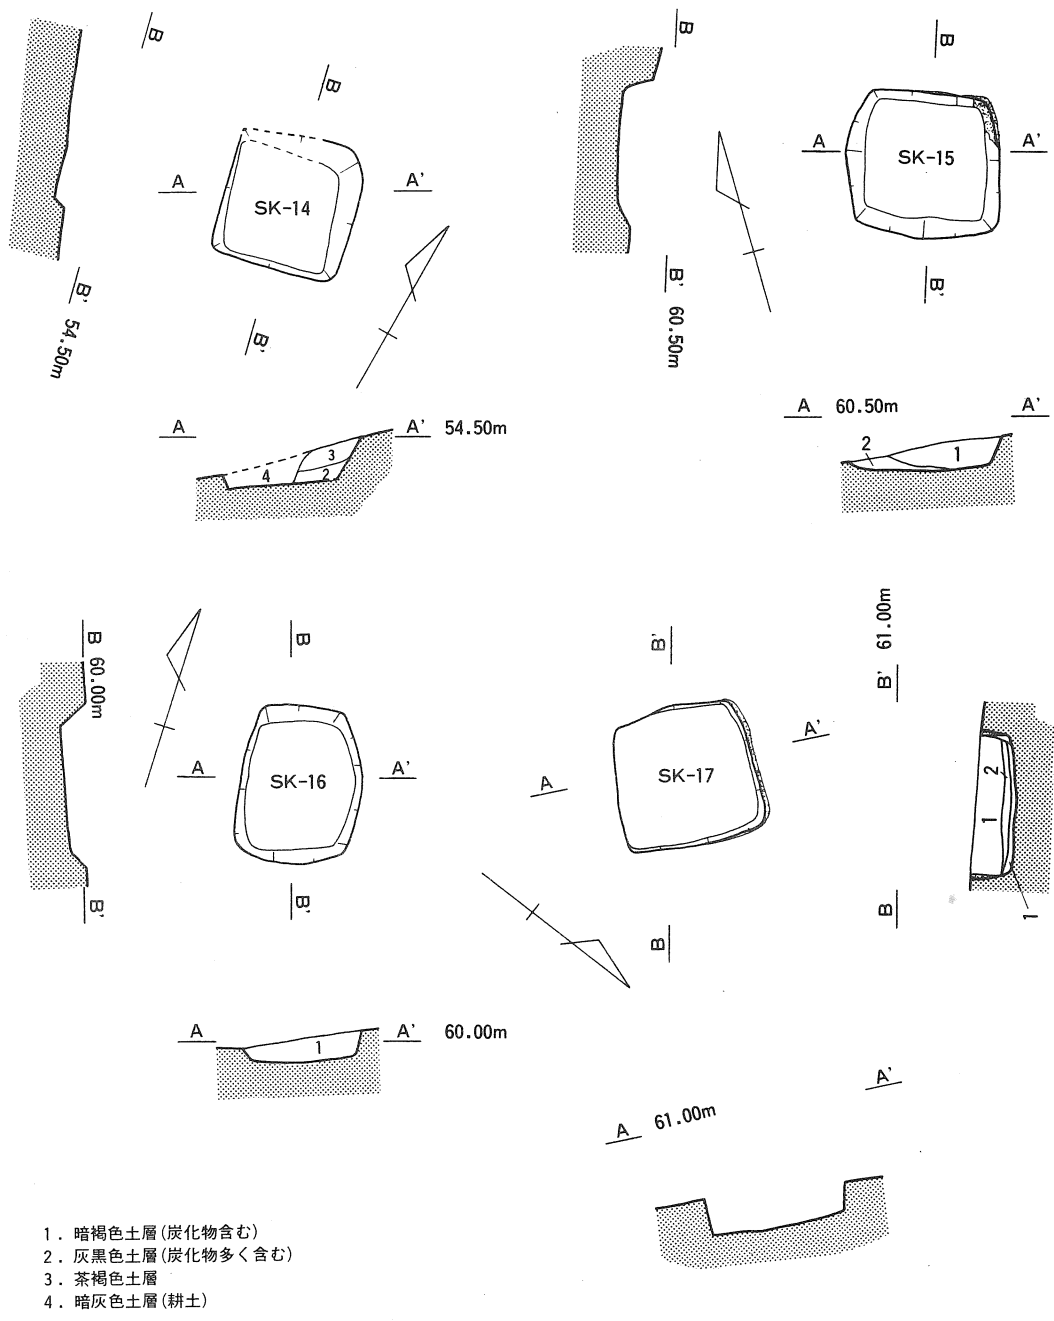 B
B
A
A'
SK-14
B'
54.50m
B'
A
A'
54.50m
3
4
2
B
B
A
A'
SK-15
B'
60.50m
B'
A
60.50m
A'
2
1
B
60.00m
B
A
A'
SK-16
B'
B'
A
A'
60.00m
1
B'
61.00m
B'
A
A'
SK-17
2
1
B
B
1
A
61.00m
A'
1．暗褐色土層(炭化物含む)
2．灰黒色土層(炭化物多く含む)
3．茶褐色土層
4．暗灰色土層(耕土)